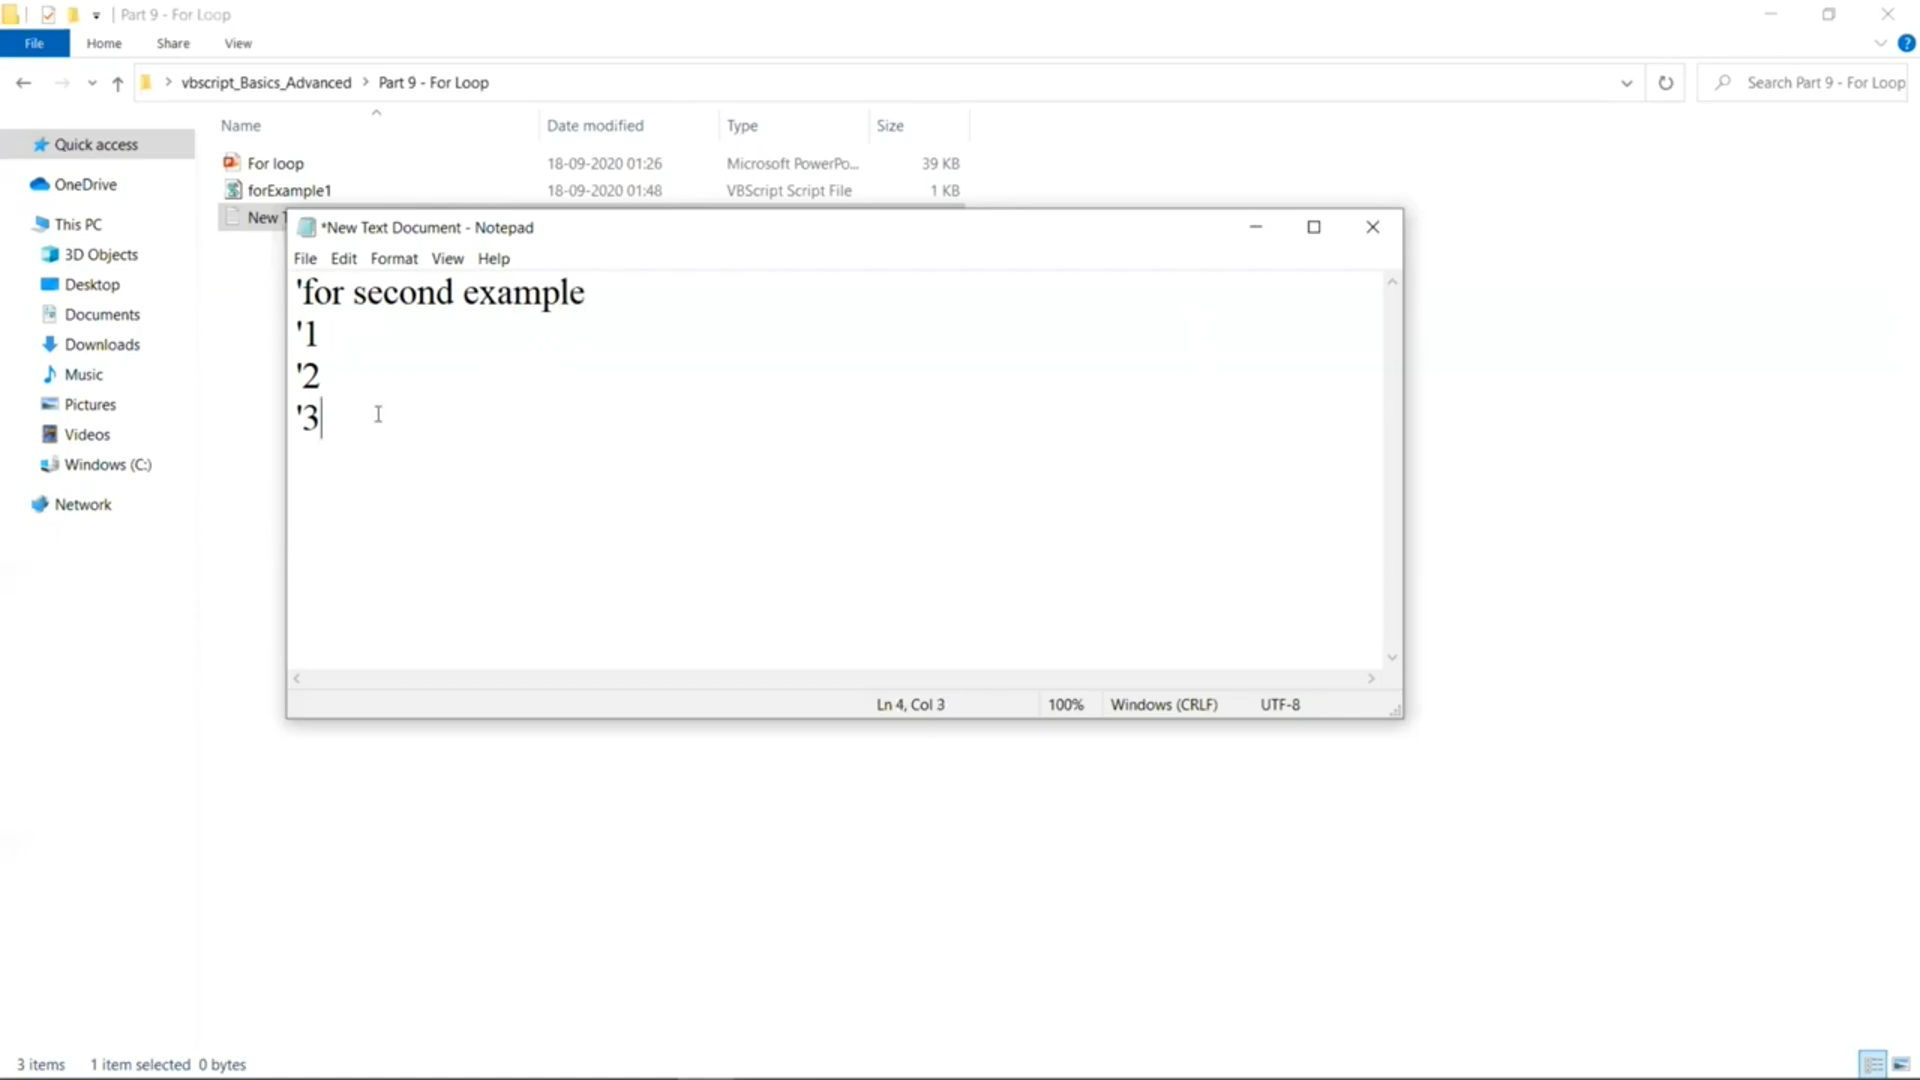 Part 9 - For Loop
File Home Share View
vbscript_Basics_Advanced Part 9 - For Loop
Search Part 9 - For Loop
Name Date modified Type Size
Quick access
OneDrive
This PC
3D Objects
Desktop
Documents
Downloads
Music
Pictures
Videos
Windows (C:)
Network
For loop 18-09-2020 01:26 Microsoft PowerPo... 39 KB
forExample1 18-09-2020 01:48 VBScript Script File 1 KB
New
*New Text Document - Notepad
File Edit Format View Help
'for second example
'1
'2
'3
Ln 4, Col 3 100% Windows (CRLF) UTF-8
3 items 1 item selected 0 bytes